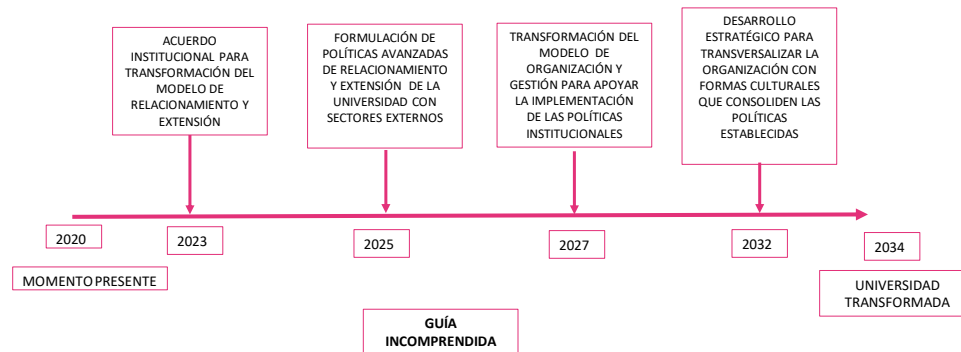 ACUERDO
INSTITUCIONAL PARA
TRANSFORMACIÓN DEL
MODELO DE
RELACIONAMIENTO Y
EXTENSIÓN
FORMULACIÓN DE
POLÍTICAS AVANZADAS
DE RELACIONAMIENTO
Y EXTENSIÓN DE LA
UNIVERSIDAD CON
SECTORES EXTERNOS
TRANSFORMACIÓN DEL
MODELO DE
ORGANIZACIÓN Y
GESTIÓN PARA APOYAR
LA IMPLEMENTACIÓN
DE LAS POLÍTICAS
INSTITUCIONALES
DESARROLLO
ESTRATÉGICO PARA
TRANSVERSALIZAR LA
ORGANIZACIÓN CON
FORMAS CULTURALES
QUE CONSOLIDEN LAS
POLÍTICAS
ESTABLECIDAS
2020
2023
2025
2027
2032
2034
MOMENTO PRESENTE
UNIVERSIDAD
TRANSFORMADA
GUÍA
INCOMPRENDIDA